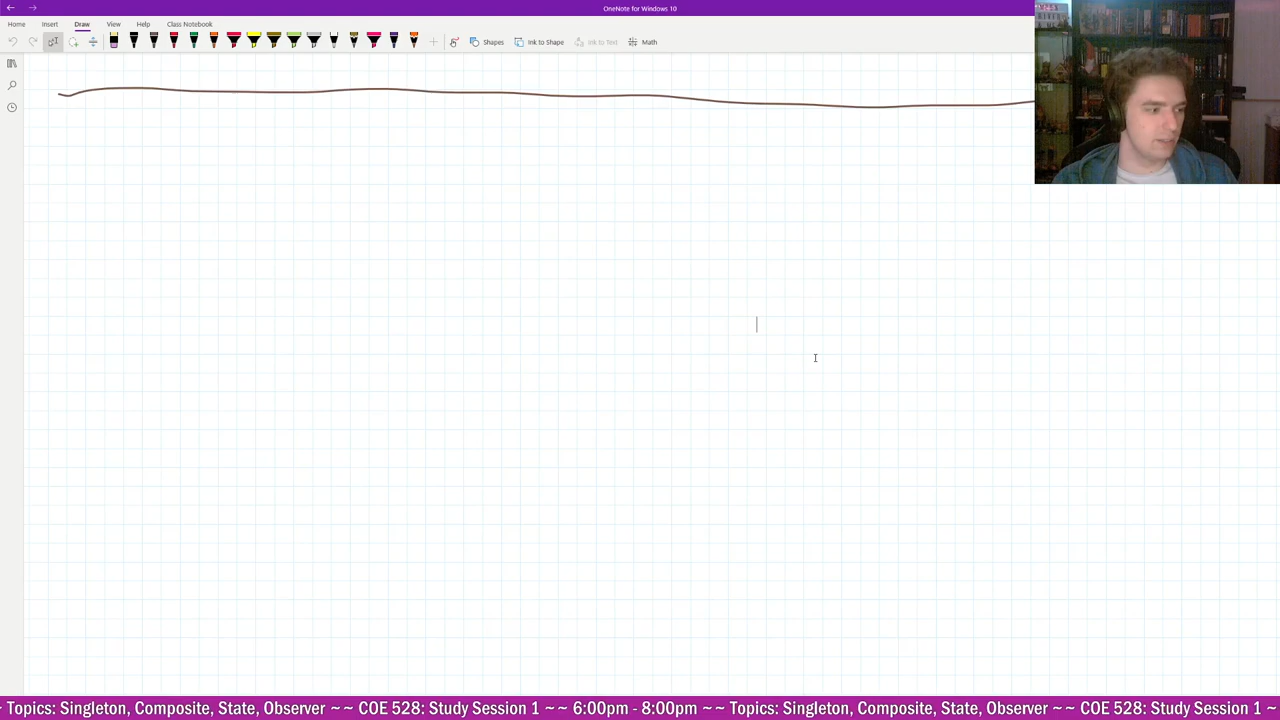 OneNote for Windows 10
Home Insert Draw View Help Class Notebook
Shapes Ink to Shape Ink to Text Math
~ Topics: Singleton, Composite, State, Observer ~~ COE 528: Study Session 1 ~~ 6:00pm - 8:00pm ~~ Topics: Singleton, Composite, State, Observer ~~ COE 528: Study Session 1 ~